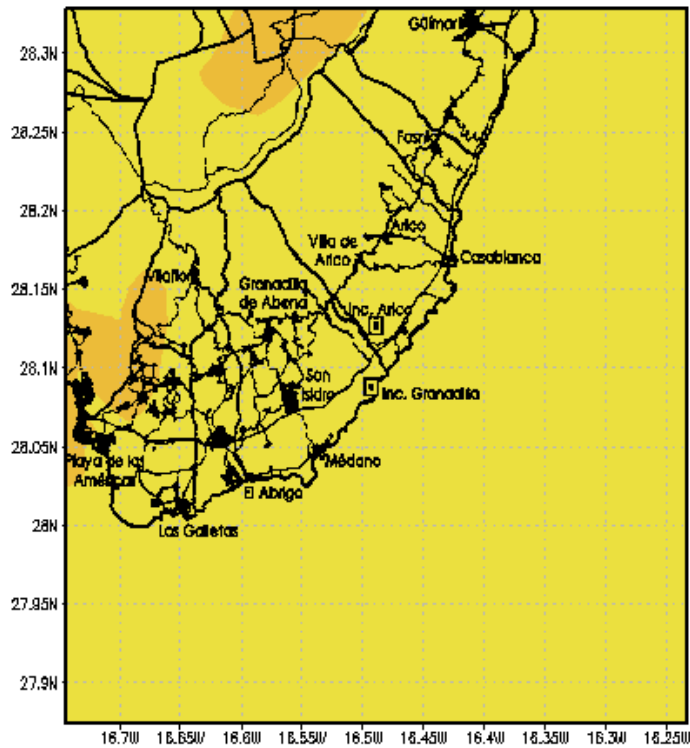 Güímar
28.3N
28.25N
Fasnia
28.2N
Arico
Villa de
Arico
Casablanca
Vilaflor
28.15N
Granadilla
de Abona
Inc. Arico
28.1N
San
Isidro
Inc. Granadilla
28.05N
Playa de las
Américas
Médano
El Abrigo
28N
Las Galletas
27.95N
27.9N
16.7W 16.65W 16.6W 16.55W 16.5W 16.45W 16.4W 16.35W 16.3W 16.25W